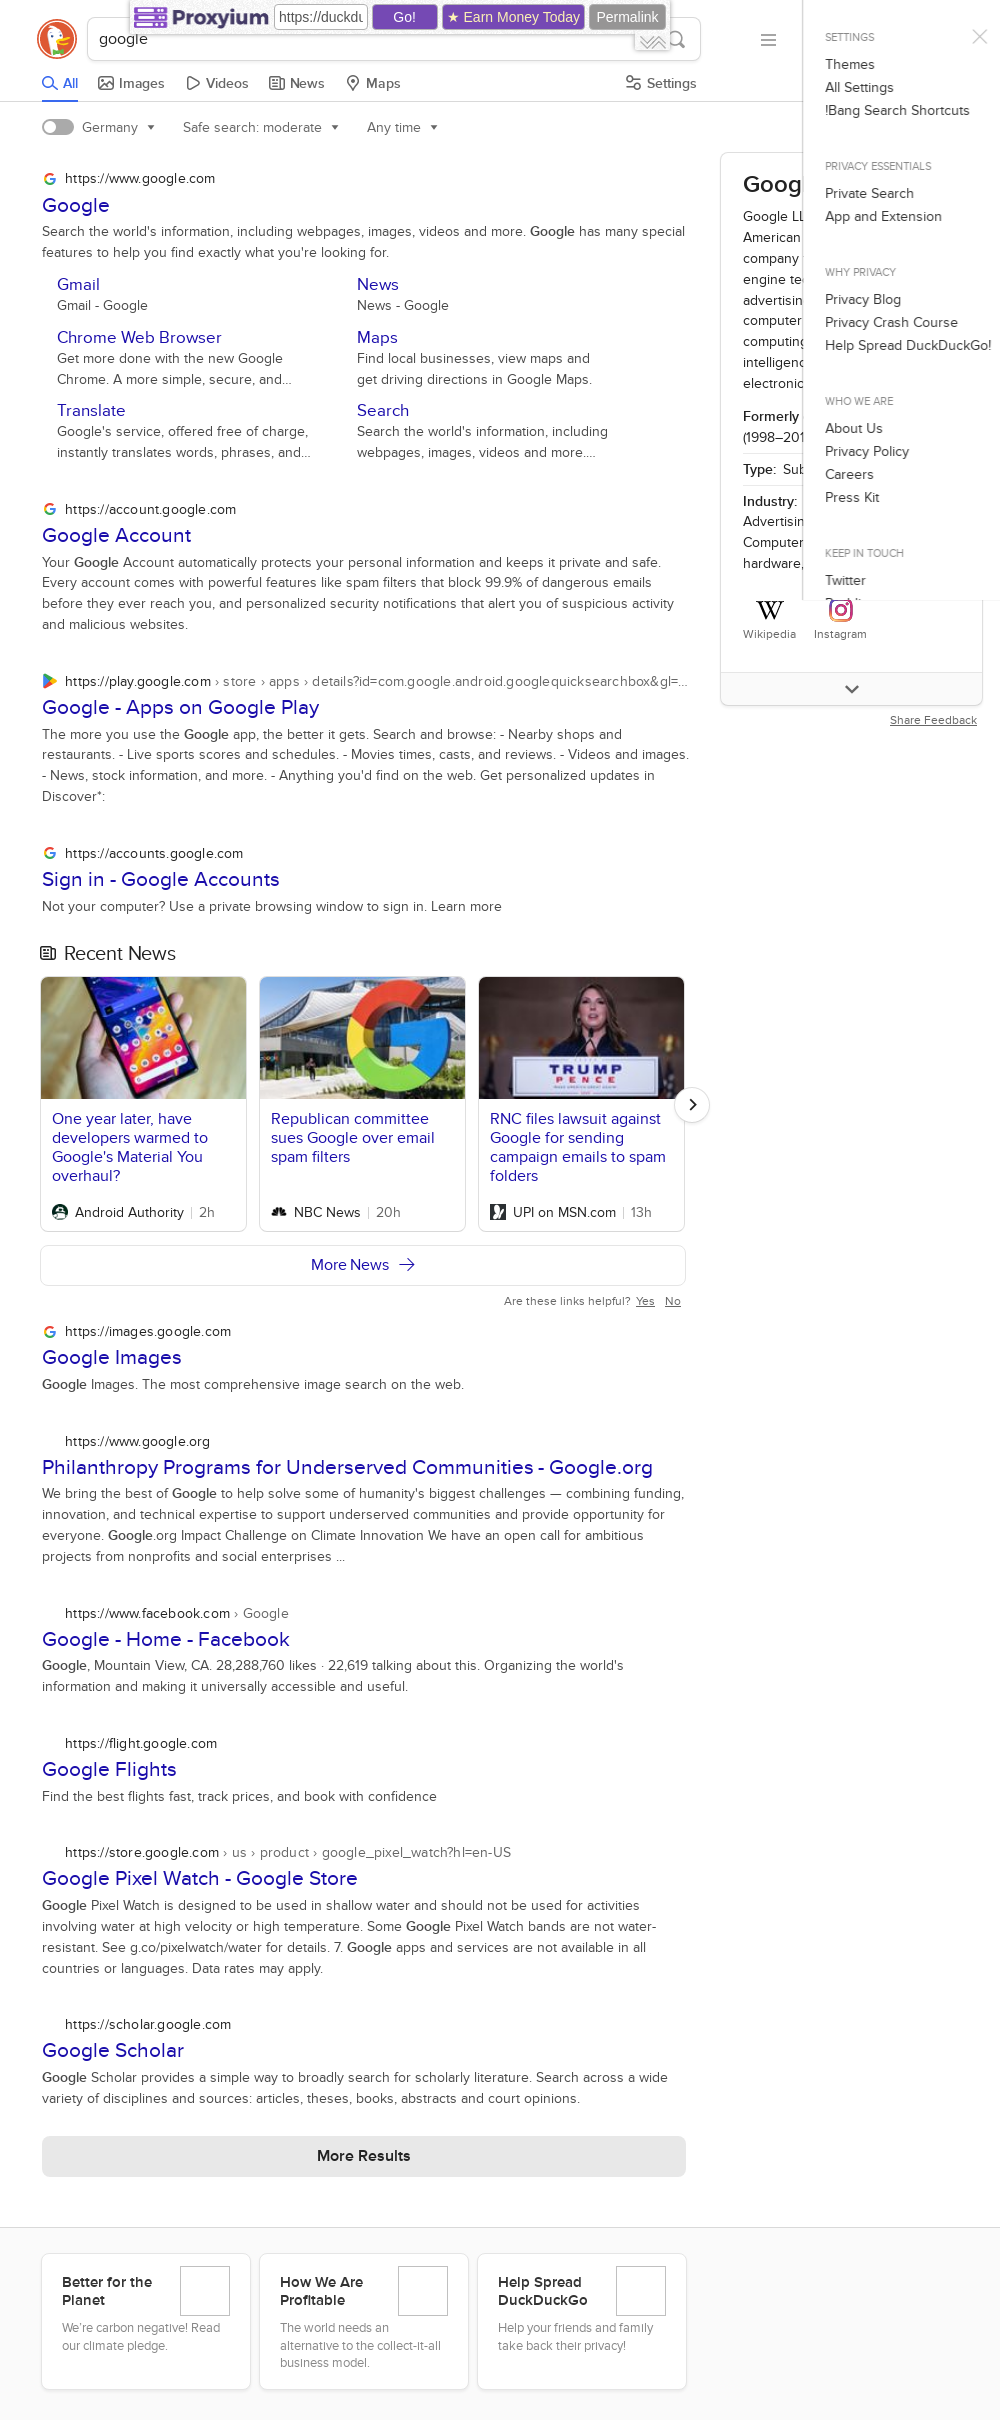 Proxyium
https://duckdu
Go!
★ Earn Money Today
Permalink
google
All
Images
Videos
News
Maps
Settings
Germany
Safe search: moderate
Any time
https://www.google.com
Google
Search the world's information, including webpages, images, videos and more. Google has many special
features to help you find exactly what you're looking for.
Gmail
Gmail - Google
News
News - Google
Chrome Web Browser
Get more done with the new Google
Chrome. A more simple, secure, and...
Maps
Find local businesses, view maps and
get driving directions in Google Maps.
Translate
Google's service, offered free of charge,
instantly translates words, phrases, and...
Search
Search the world's information, including
webpages, images, videos and more....
https://account.google.com
Google Account
Your Google Account automatically protects your personal information and keeps it private and safe.
Every account comes with powerful features like spam filters that block 99.9% of dangerous emails
before they ever reach you, and personalized security notifications that alert you of suspicious activity
and malicious websites.
https://play.google.com › store › apps › details?id=com.google.android.googlequicksearchbox&gl=...
Google - Apps on Google Play
The more you use the Google app, the better it gets. Search and browse: - Nearby shops and
restaurants. - Live sports scores and schedules. - Movies times, casts, and reviews. - Videos and images.
- News, stock information, and more. - Anything you'd find on the web. Get personalized updates in
Discover*:
https://accounts.google.com
Sign in - Google Accounts
Not your computer? Use a private browsing window to sign in. Learn more
Recent News
TRUMP
PENCE
One year later, have
developers warmed to
Google's Material You
overhaul?
Android Authority
2h
Republican committee
sues Google over email
spam filters
NBC News
20h
RNC files lawsuit against
Google for sending
campaign emails to spam
folders
UPI on MSN.com
13h
More News
Are these links helpful? Yes No
https://images.google.com
Google Images
Google Images. The most comprehensive image search on the web.
https://www.google.org
Philanthropy Programs for Underserved Communities - Google.org
We bring the best of Google to help solve some of humanity's biggest challenges — combining funding,
innovation, and technical expertise to support underserved communities and provide opportunity for
everyone. Google.org Impact Challenge on Climate Innovation We have an open call for ambitious
projects from nonprofits and social enterprises ...
https://www.facebook.com › Google
Google - Home - Facebook
Google, Mountain View, CA. 28,288,760 likes · 22,619 talking about this. Organizing the world's
information and making it universally accessible and useful.
https://flight.google.com
Google Flights
Find the best flights fast, track prices, and book with confidence
https://store.google.com › us › product › google_pixel_watch?hl=en-US
Google Pixel Watch - Google Store
Google Pixel Watch is designed to be used in shallow water and should not be used for activities
involving water at high velocity or high temperature. Some Google Pixel Watch bands are not water-
resistant. See g.co/pixelwatch/water for details. 7. Google apps and services are not available in all
countries or languages. Data rates may apply.
https://scholar.google.com
Google Scholar
Google Scholar provides a simple way to broadly search for scholarly literature. Search across a wide
variety of disciplines and sources: articles, theses, books, abstracts and court opinions.
More Results
Goog
Google LL
American
company
engine te
advertisin
computer
computing
intelligenc
electronic
Formerly
(1998–201
Type: Sub
Industry:
Advertisin
Computer
hardware,
W
Wikipedia
Instagram
Share Feedback
SETTINGS
Themes
All Settings
!Bang Search Shortcuts
PRIVACY ESSENTIALS
Private Search
App and Extension
WHY PRIVACY
Privacy Blog
Privacy Crash Course
Help Spread DuckDuckGo!
WHO WE ARE
About Us
Privacy Policy
Careers
Press Kit
KEEP IN TOUCH
Twitter
Better for the
Planet
We're carbon negative! Read
our climate pledge.
How We Are
Profitable
The world needs an
alternative to the collect-it-all
business model.
Help Spread
DuckDuckGo
Help your friends and family
take back their privacy!